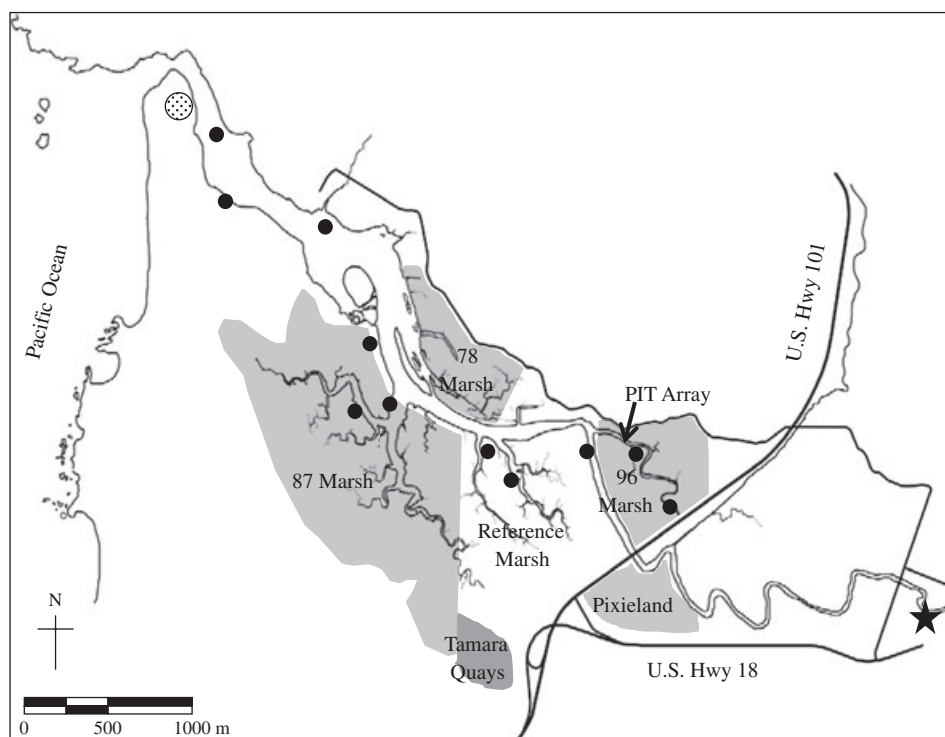 Pacific Ocean
U.S. Hwy 101
78
Marsh
PIT Array
87 Marsh
96
Marsh
Reference
Marsh
Pixieland
N
Tamara
Quays
U.S. Hwy 18
0 500 1000 m